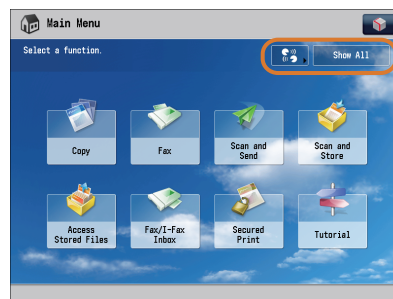 Main Menu
Select a function.
Show All
Copy
Fax
Scan and
Send
Scan and
Store
Access
Stored Files
Fax/I-Fax
Inbox
Secured
Print
Tutorial